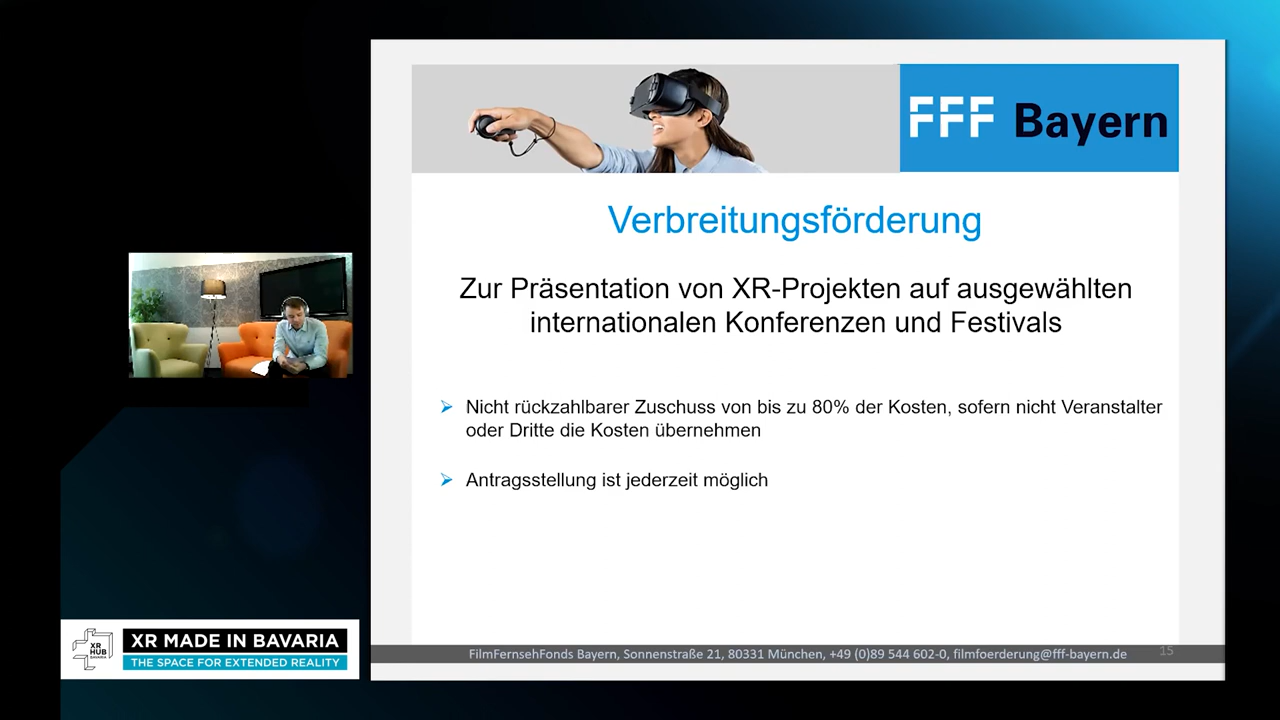 FFF Bayern
Verbreitungsförderung
Zur Präsentation von XR-Projekten auf ausgewählten
internationalen Konferenzen und Festivals
Nicht rückzahlbarer Zuschuss von bis zu 80% der Kosten, sofern nicht Veranstalter
oder Dritte die Kosten übernehmen
Antragsstellung ist jederzeit möglich
FilmFernsehFonds Bayern, Sonnenstraße 21, 80331 München, +49 (0)89 544 602-0, filmfoerderung@fff-bayern.de
15
XR
HUB
BAVARIA
XR MADE IN BAVARIA
THE SPACE FOR EXTENDED REALITY